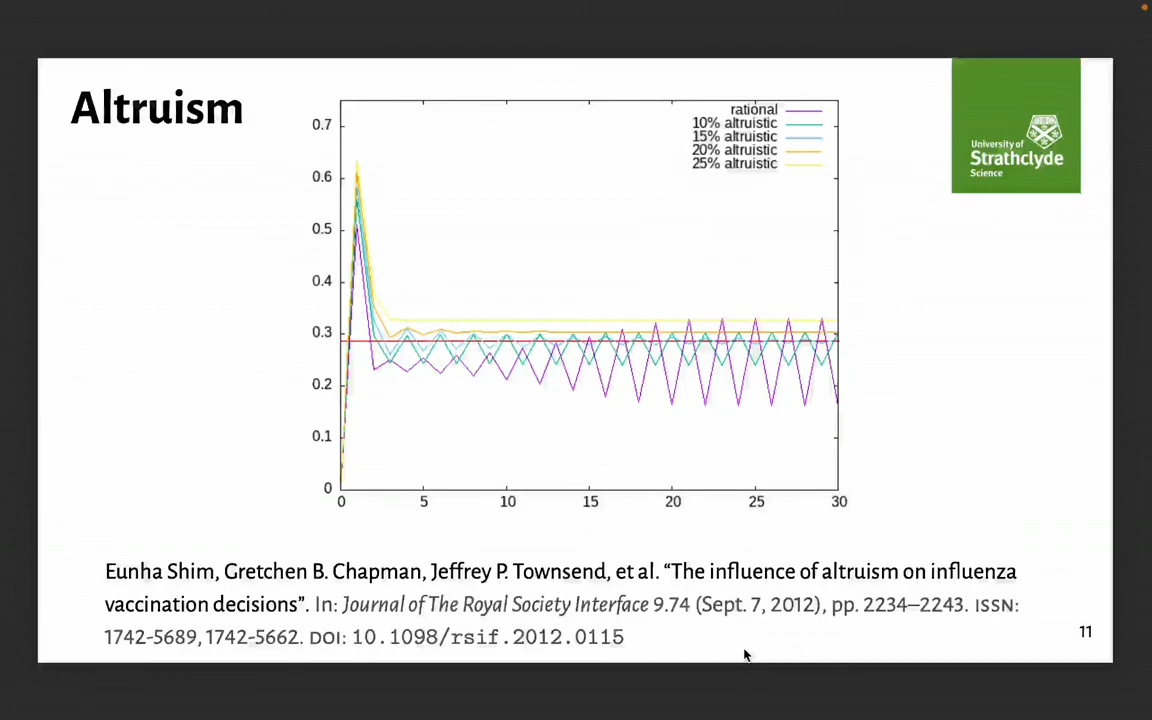 Altruism
rational
10% altruistic
15% altruistic
20% altruistic
25% altruistic
0.7
0.6
0.5
0.4
0.3
0.2
0.1
0
0 5 10 15 20 25 30
University of
Strathclyde
Science
Eunha Shim, Gretchen B. Chapman, Jeffrey P. Townsend, et al. “The influence of altruism on influenza
vaccination decisions”. In: Journal of The Royal Society Interface 9.74 (Sept. 7, 2012), pp. 2234–2243. ISSN:
1742-5689, 1742-5662. DOI: 10.1098/rsif.2012.0115
11